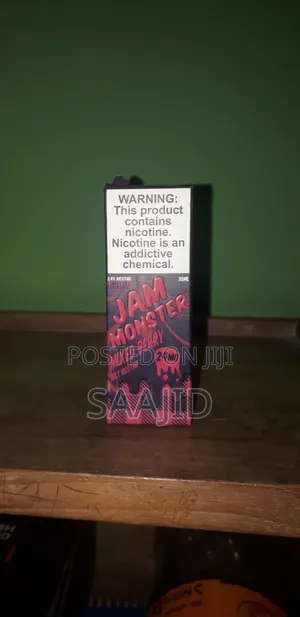 WARNING:
This product
contains
nicotine.
Nicotine is an
addictive
chemical.
30ML
JAM
MONSTER
MIXED BERRY
24MG
POSTED ON JIJI
SAAJID